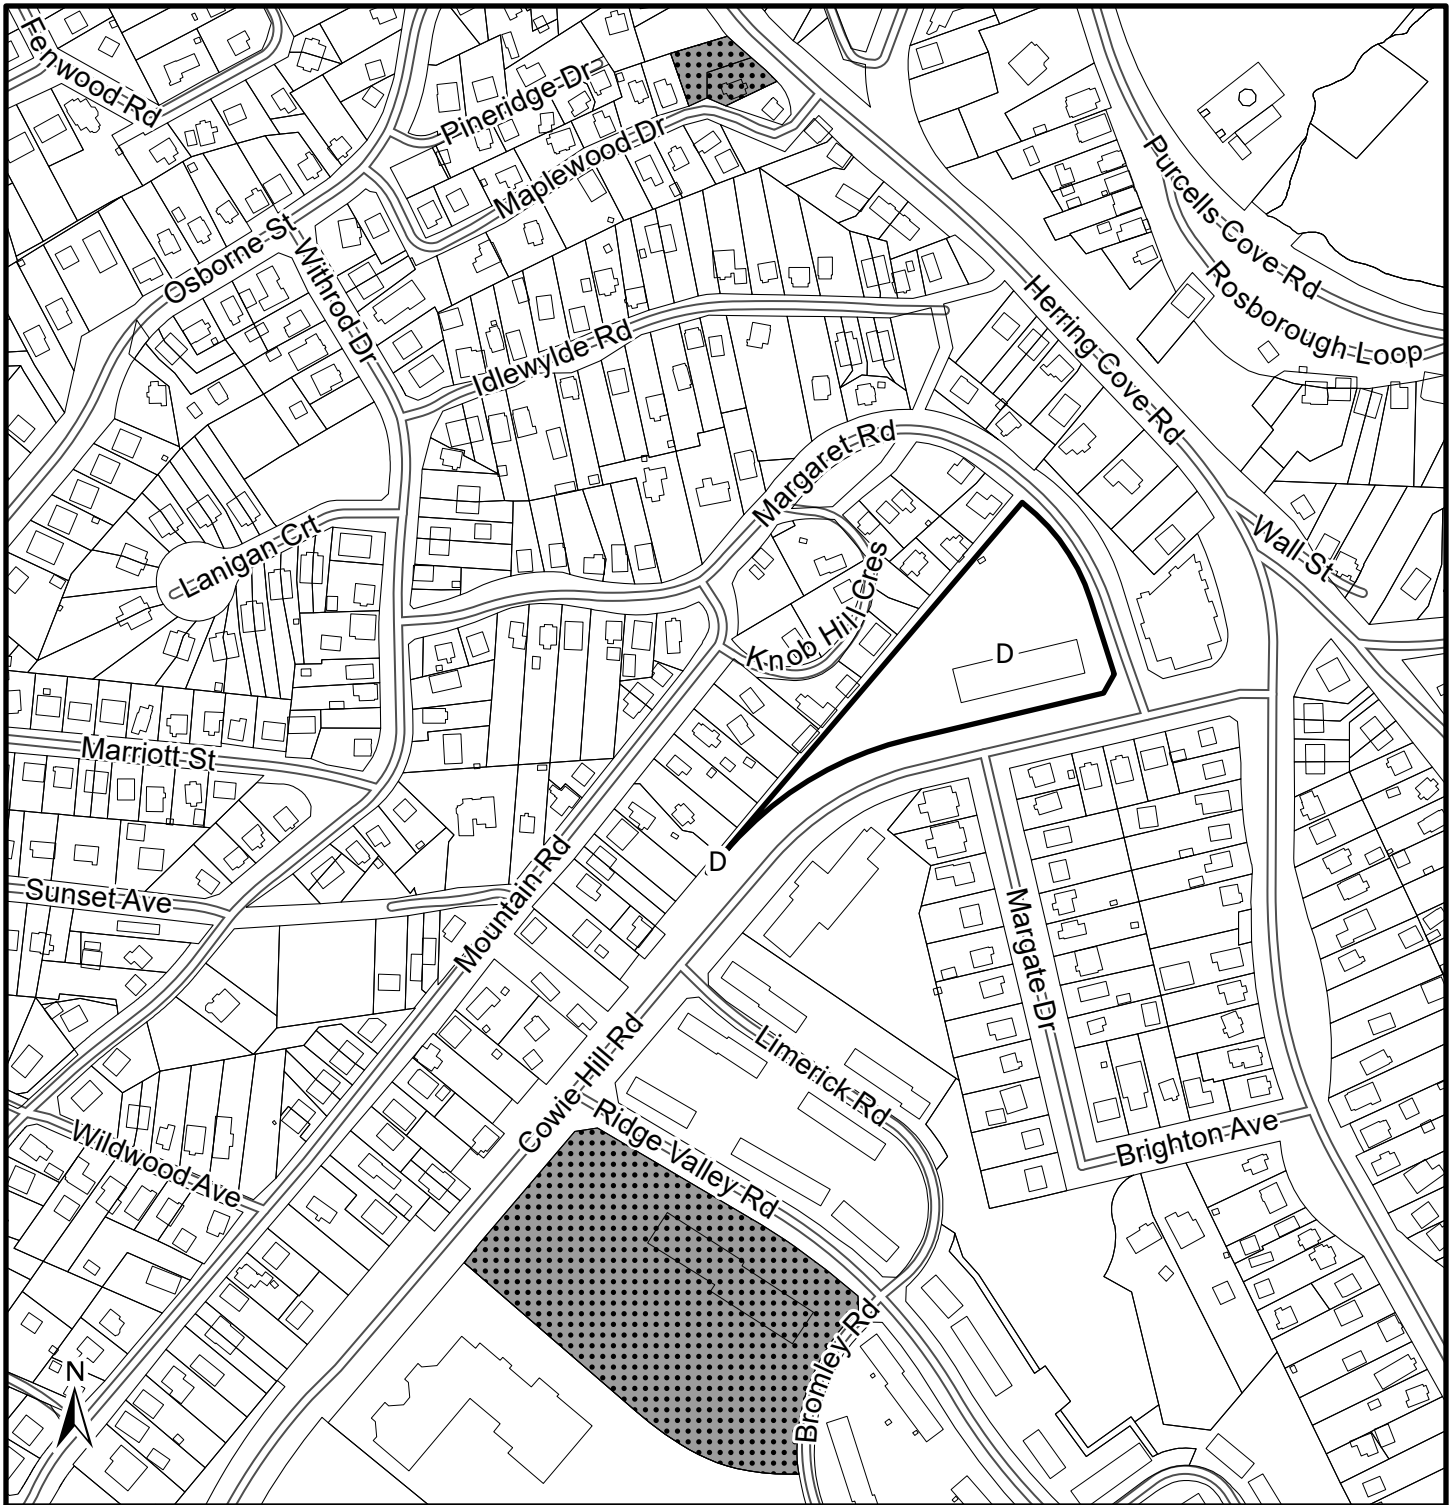 Fenwood Rd
Pineridge Dr
Maplewood Dr
Purcells Cove Rd
Osborne St
Withrod Dr
Rosborough Loop
Herring Cove Rd
Idlewylde Rd
Margaret Rd
Lanigan Crt
Wall St
Knob Hill Cres
D
Marriott St
D
Sunset Ave
Mountain Rd
Margate Dr
Cowie Hill Rd
Limerick Rd
Ridge Valley Rd
Wildwood Ave
Brighton Ave
Bromley Rd
N